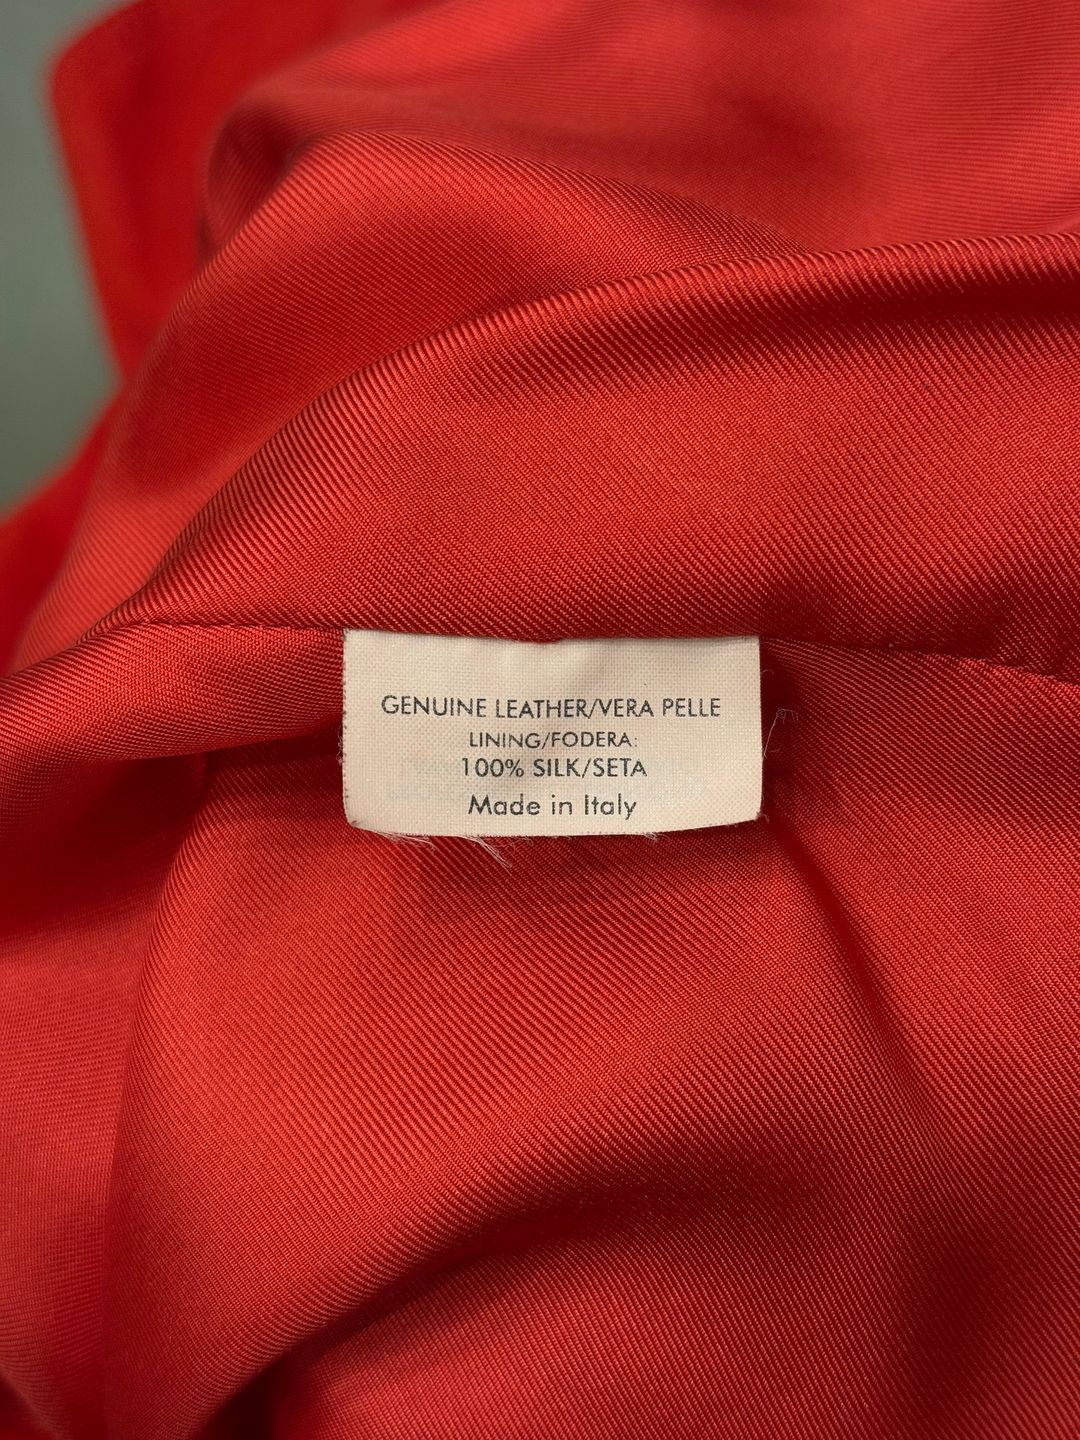 GENUINE LEATHER/VERA PELLE
LINING/FODERA:
100% SILK/SETA
Made in Italy